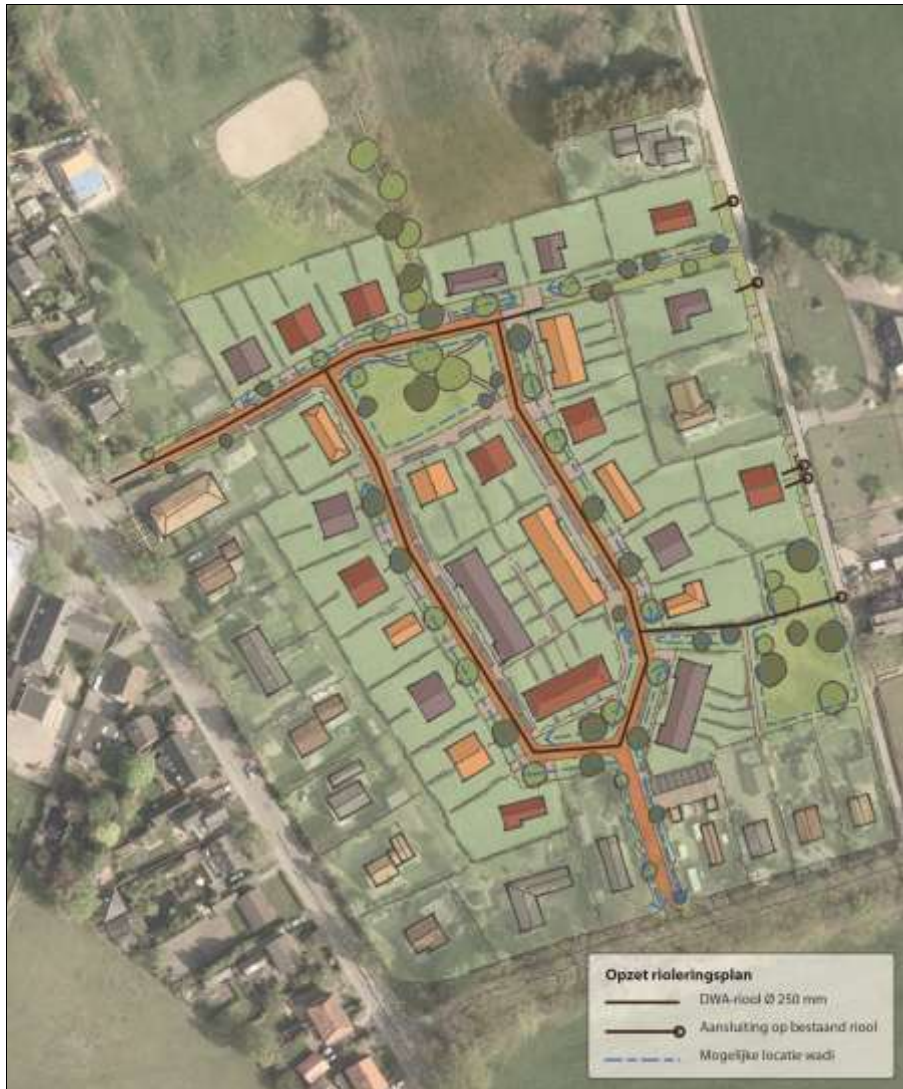 Opzet rioleringsplan
DWA-riool Ø 250 mm
Aansluiting op bestaand riool
Mogelijke locatie wadi